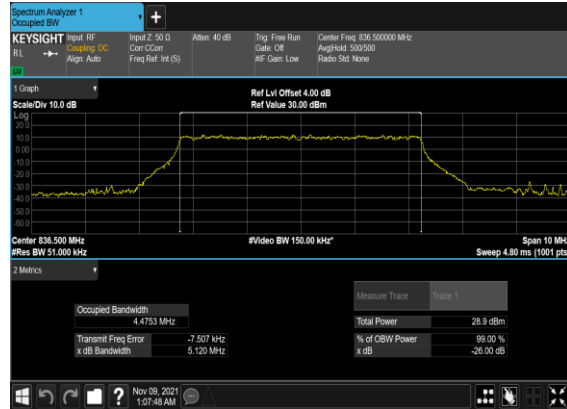 Spectrum Analyzer 1
Occupied BW
KEYSIGHT Input: RF Input Z: 50 Ω Atten: 40 dB Trig: Free Run Center Freq: 836.500000 MHz
RL Coupling: DC Corr CCorr Gate: Off Avg|Hold: 500/500
Align: Auto Freq Ref: Int (S) #IF Gain: Low Radio Std: None
1 Graph
Ref Lvl Offset 4.00 dB
Scale/Div 10.0 dB Ref Value 30.00 dBm
Log
20.0
10.0
0.00
-10.0
-20.0
-30.0
-40.0
-50.0
-60.0
Center 836.500 MHz #Video BW 150.00 kHz* Span 10 MHz
#Res BW 51.000 kHz Sweep 4.80 ms (1001 pts
2 Metrics
Measure Trace Trace 1
Occupied Bandwidth
4.4753 MHz Total Power 28.9 dBm
Transmit Freq Error -7.507 kHz % of OBW Power 99.00 %
x dB Bandwidth 5.120 MHz x dB -26.00 dB
? Nov 09, 2021
1:07:48 AM